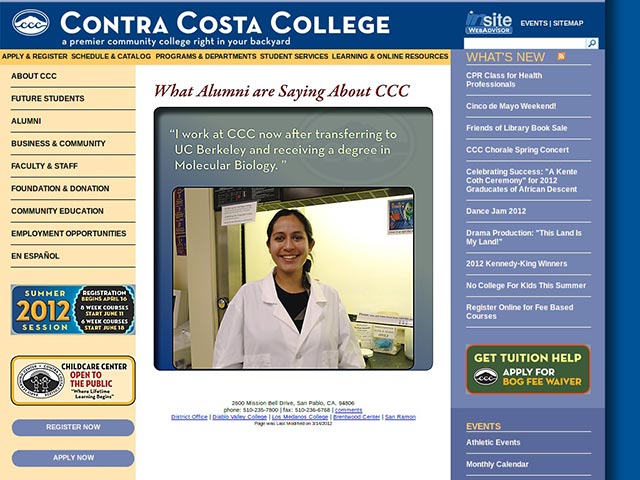 CCC
CONTRA COSTA COLLEGE
a premier community college right in your backyard
insite
WEBADVISOR
EVENTS | SITEMAP
APPLY & REGISTER SCHEDULE & CATALOG PROGRAMS & DEPARTMENTS STUDENT SERVICES LEARNING & ONLINE RESOURCES
ABOUT CCC
FUTURE STUDENTS
ALUMNI
BUSINESS & COMMUNITY
FACULTY & STAFF
FOUNDATION & DONATION
COMMUNITY EDUCATION
EMPLOYMENT OPPORTUNITIES
EN ESPAÑOL
SUMMER
2012
SESSION
REGISTRATION
BEGINS APRIL 16
8 WEEK COURSES
START JUNE 11
6 WEEK COURSES
START JUNE 18
CHILDCARE CENTER
OPEN TO
THE PUBLIC
"Where Lifetime
Learning Begins"
REGISTER NOW
APPLY NOW
What Alumni are Saying About CCC
"I work at CCC now after transferring to
UC Berkeley and receiving a degree in
Molecular Biology. "
2600 Mission Bell Drive, San Pablo, CA. 94806
phone: 510-235-7800 | fax: 510-236-6768 | comments
District Office | Diablo Valley College | Los Medanos College | Brentwood Center | San Ramon
Page was Last Modified on 3/14/2012
WHAT'S NEW
CPR Class for Health
Professionals
Cinco de Mayo Weekend!
Friends of Library Book Sale
CCC Chorale Spring Concert
Celebrating Success: "A Kente
Coth Ceremony" for 2012
Graduates of African Descent
Dance Jam 2012
Drama Production: "This Land Is
My Land!"
2012 Kennedy-King Winners
No College For Kids This Summer
Register Online for Fee Based
Courses
GET TUITION HELP
CCC
APPLY FOR
BOG FEE WAIVER
EVENTS
Athletic Events
Monthly Calendar